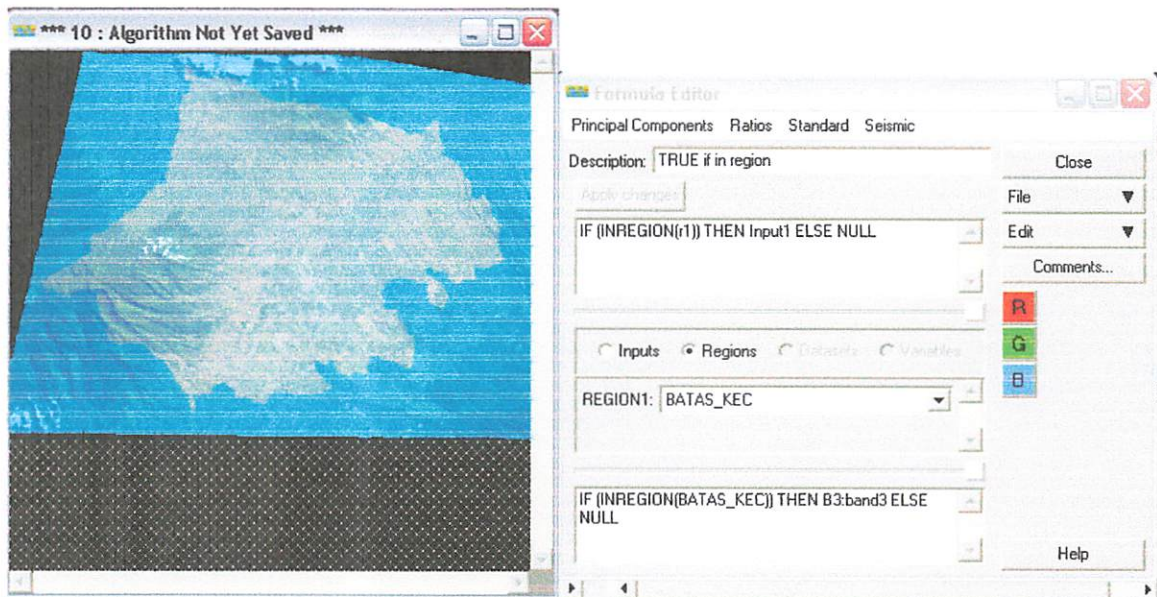 *** 10 : Algorithm Not Yet Saved ***
Formula Editor
Principal Components Ratios Standard Seismic
Description: TRUE if in region
Close
Apply changes
File
IF (INREGION(r1)) THEN Input1 ELSE NULL
Edit
Comments...
R
Inputs Regions Datasets Variables
G
B
REGION1: BATAS_KEC
IF (INREGION(BATAS_KEC)) THEN B3:band3 ELSE
NULL
Help